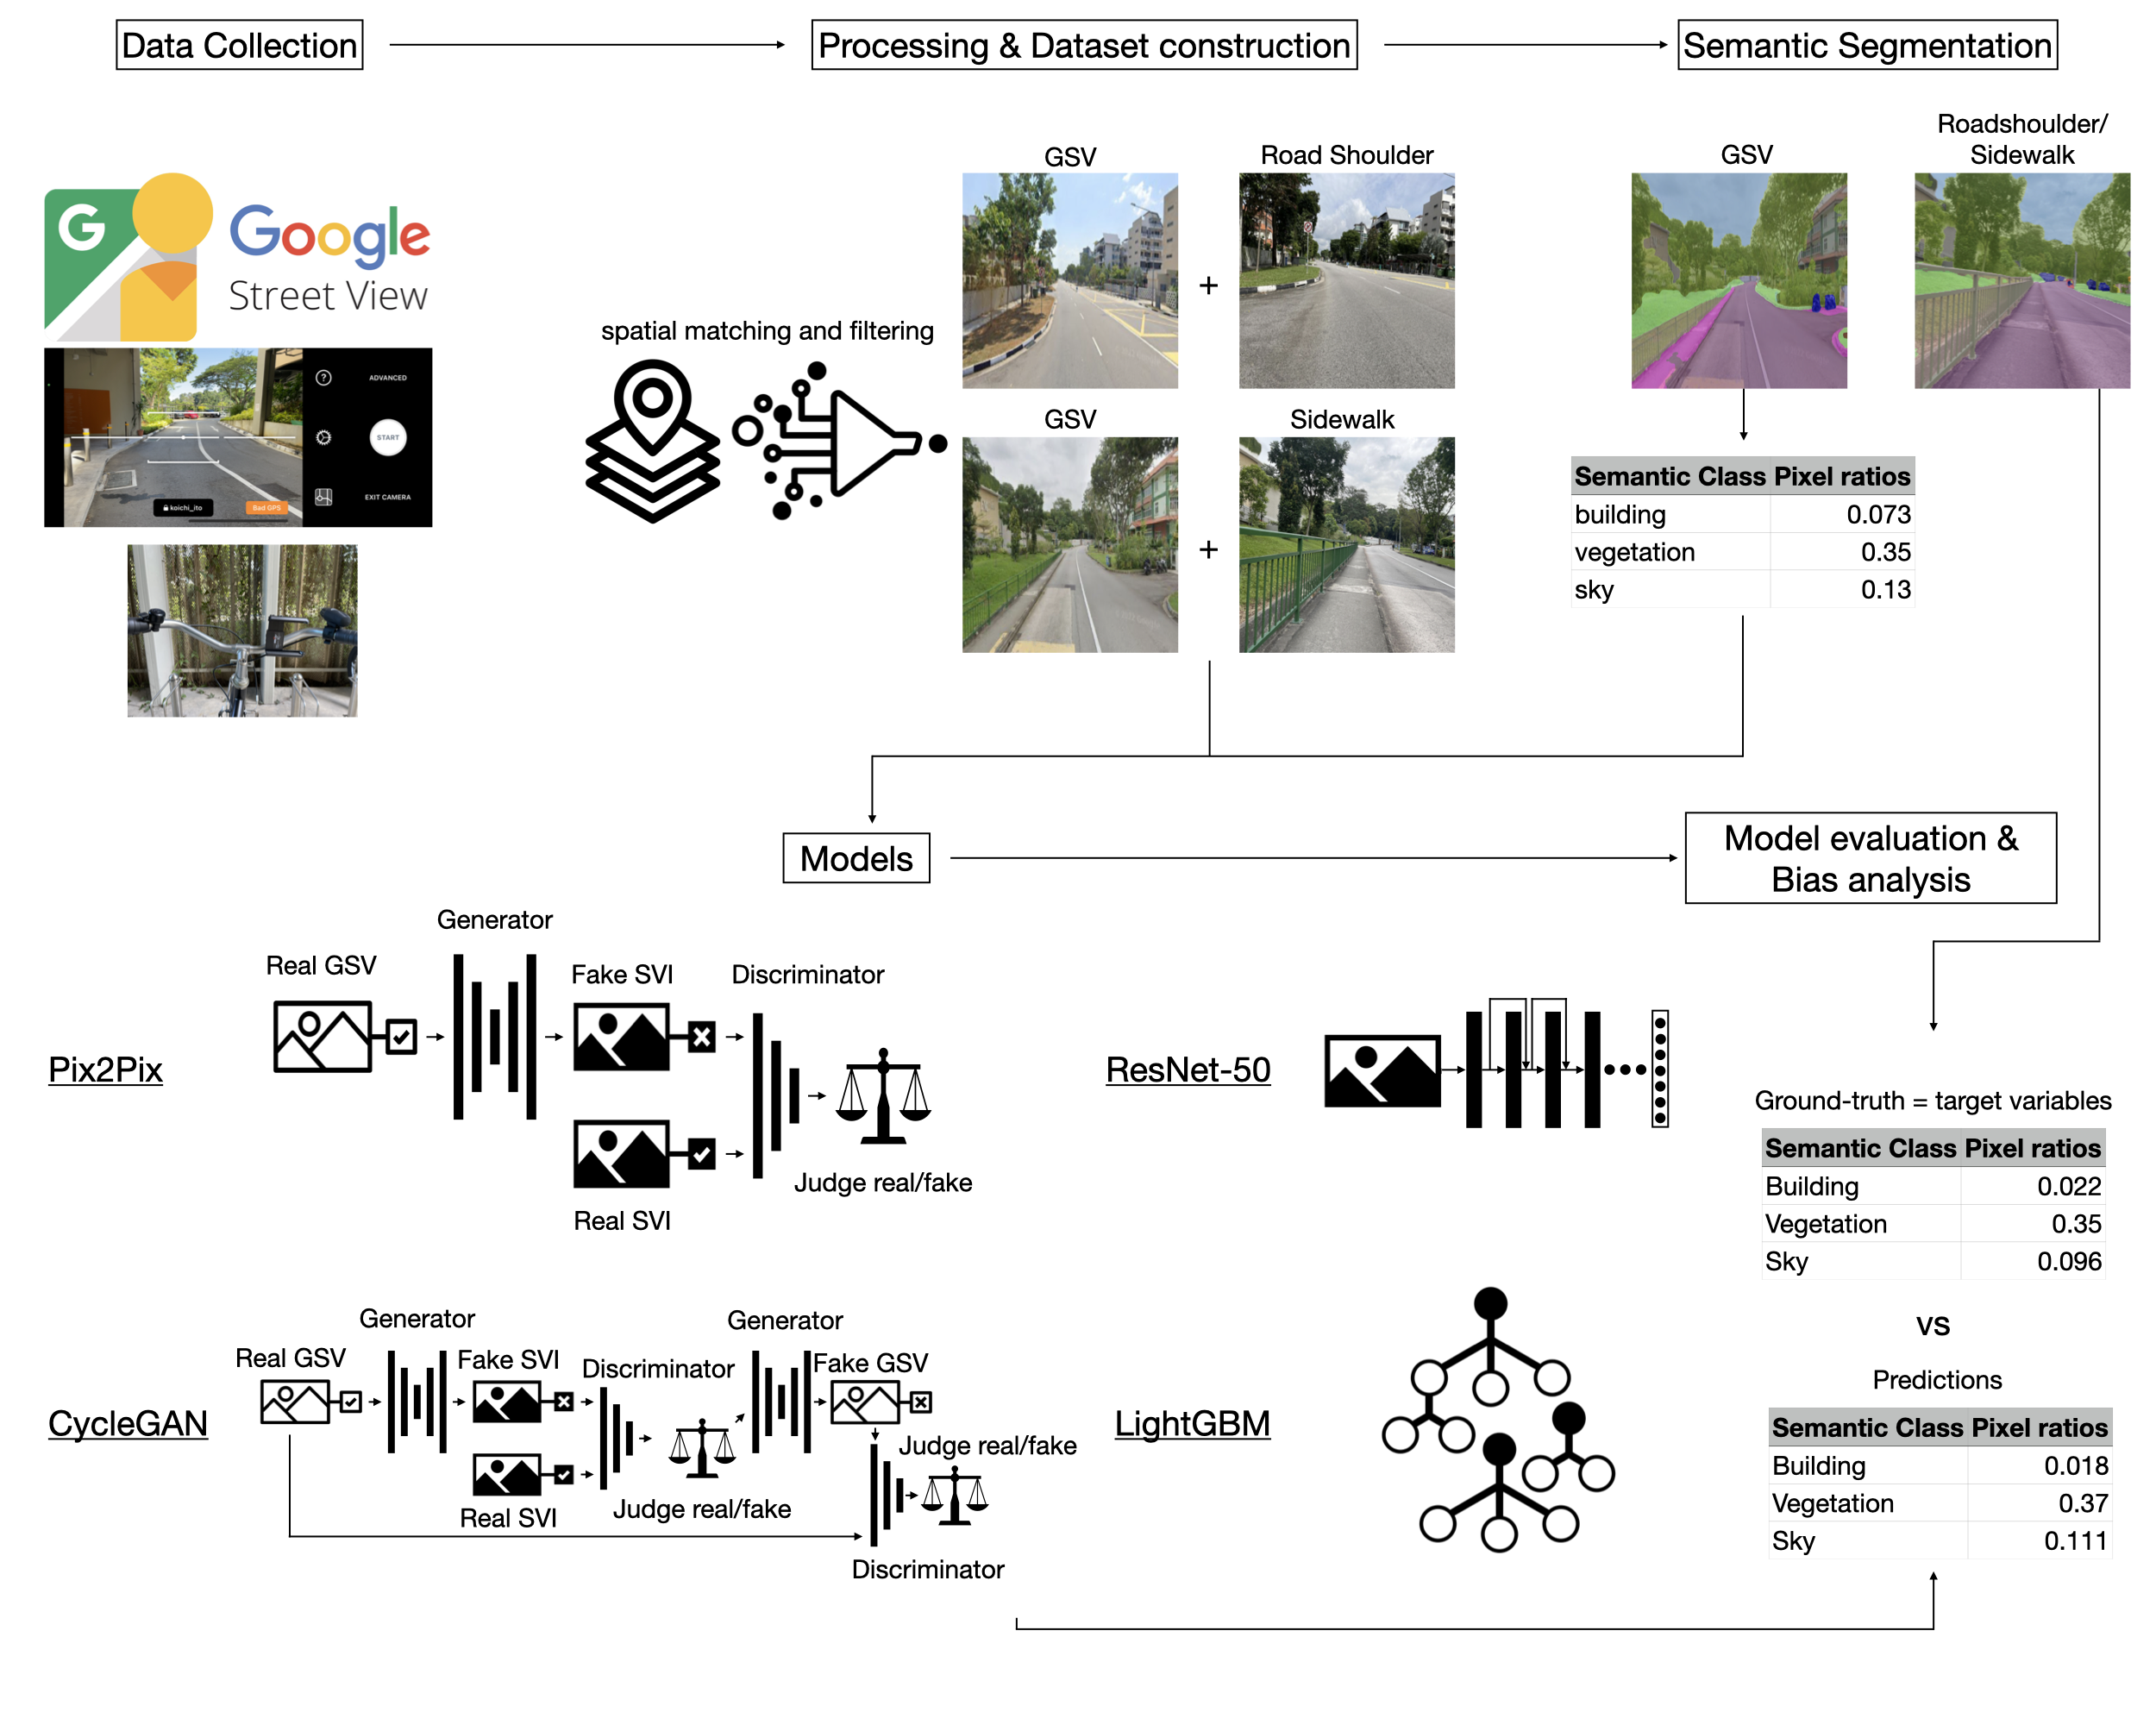 Data Collection
Processing & Dataset construction
Semantic Segmentation
G
Google
Street View
?
ADVANCED
START
EXIT CAMERA
koichi_ito
Bad GPS
spatial matching and filtering
GSV
Road Shoulder
+
GSV
Sidewalk
+
GSV
Roadshoulder/
Sidewalk
Semantic Class Pixel ratios
building 0.073
vegetation 0.35
sky 0.13
Models
Model evaluation &
Bias analysis
Pix2Pix
Real GSV
Generator
Fake SVI
Discriminator
Real SVI
Judge real/fake
ResNet-50
CycleGAN
Real GSV
Generator
Fake SVI
Discriminator
Real SVI
Judge real/fake
Generator
Fake GSV
Judge real/fake
Discriminator
LightGBM
Ground-truth = target variables
Semantic Class Pixel ratios
Building 0.022
Vegetation 0.35
Sky 0.096
vs
Predictions
Semantic Class Pixel ratios
Building 0.018
Vegetation 0.37
Sky 0.111